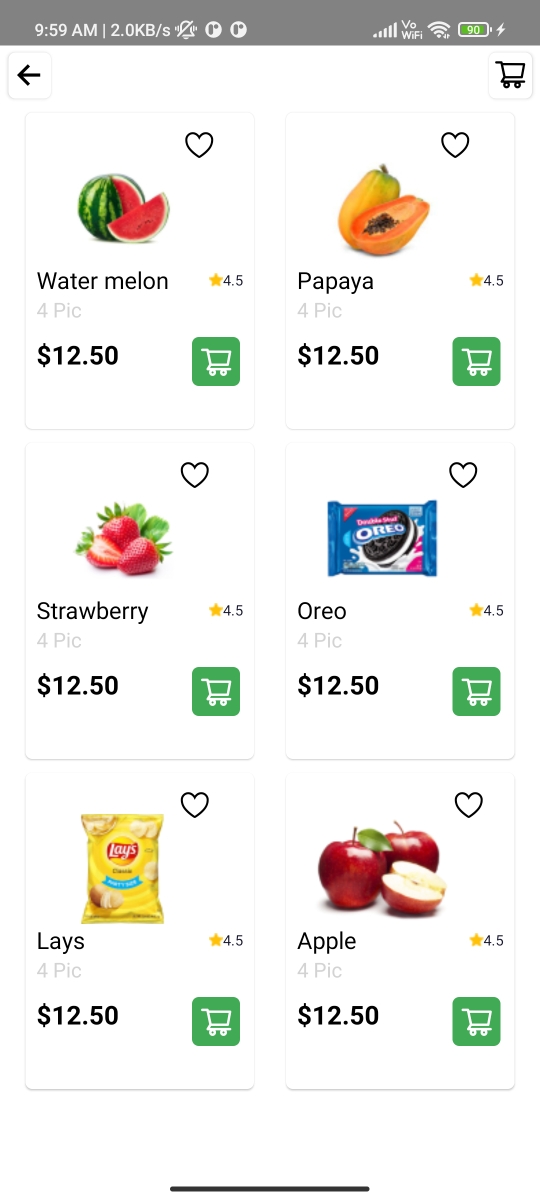 9:59 AM | 2.0KB/s
Vo
WiFi
90
Water melon
4.5
4 Pic
$12.50
Papaya
4.5
4 Pic
$12.50
Double Stuf
OREO
Strawberry
4.5
4 Pic
$12.50
Oreo
4.5
4 Pic
$12.50
Lay's
Classic
PARTY SIZE
Lays
4.5
4 Pic
$12.50
Apple
4.5
4 Pic
$12.50